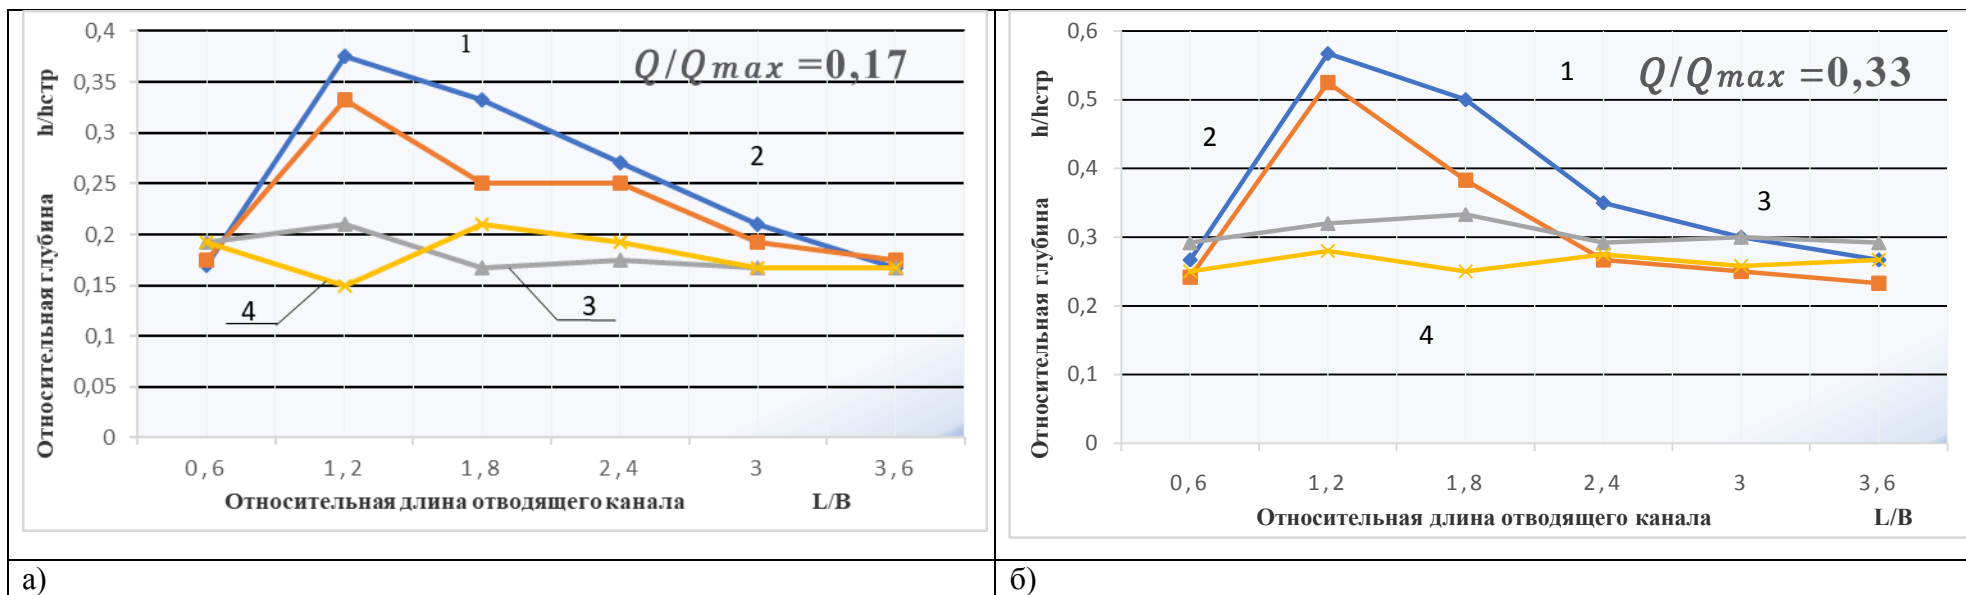 0,4
0,35
0,3
0,25
0,2
0,15
0,1
0,05
0
Относительная глубина h/hстр
1
2
3
4
Q/Qmax =0,17
0,6 1,2 1,8 2,4 3 3,6
Относительная длина отводящего канала L/B
а)
0,6
0,5
0,4
0,3
0,2
0,1
0
Относительная глубина h/hстр
1
2
3
4
Q/Qmax =0,33
0,6 1,2 1,8 2,4 3 3,6
Относительная длина отводящего канала L/B
б)